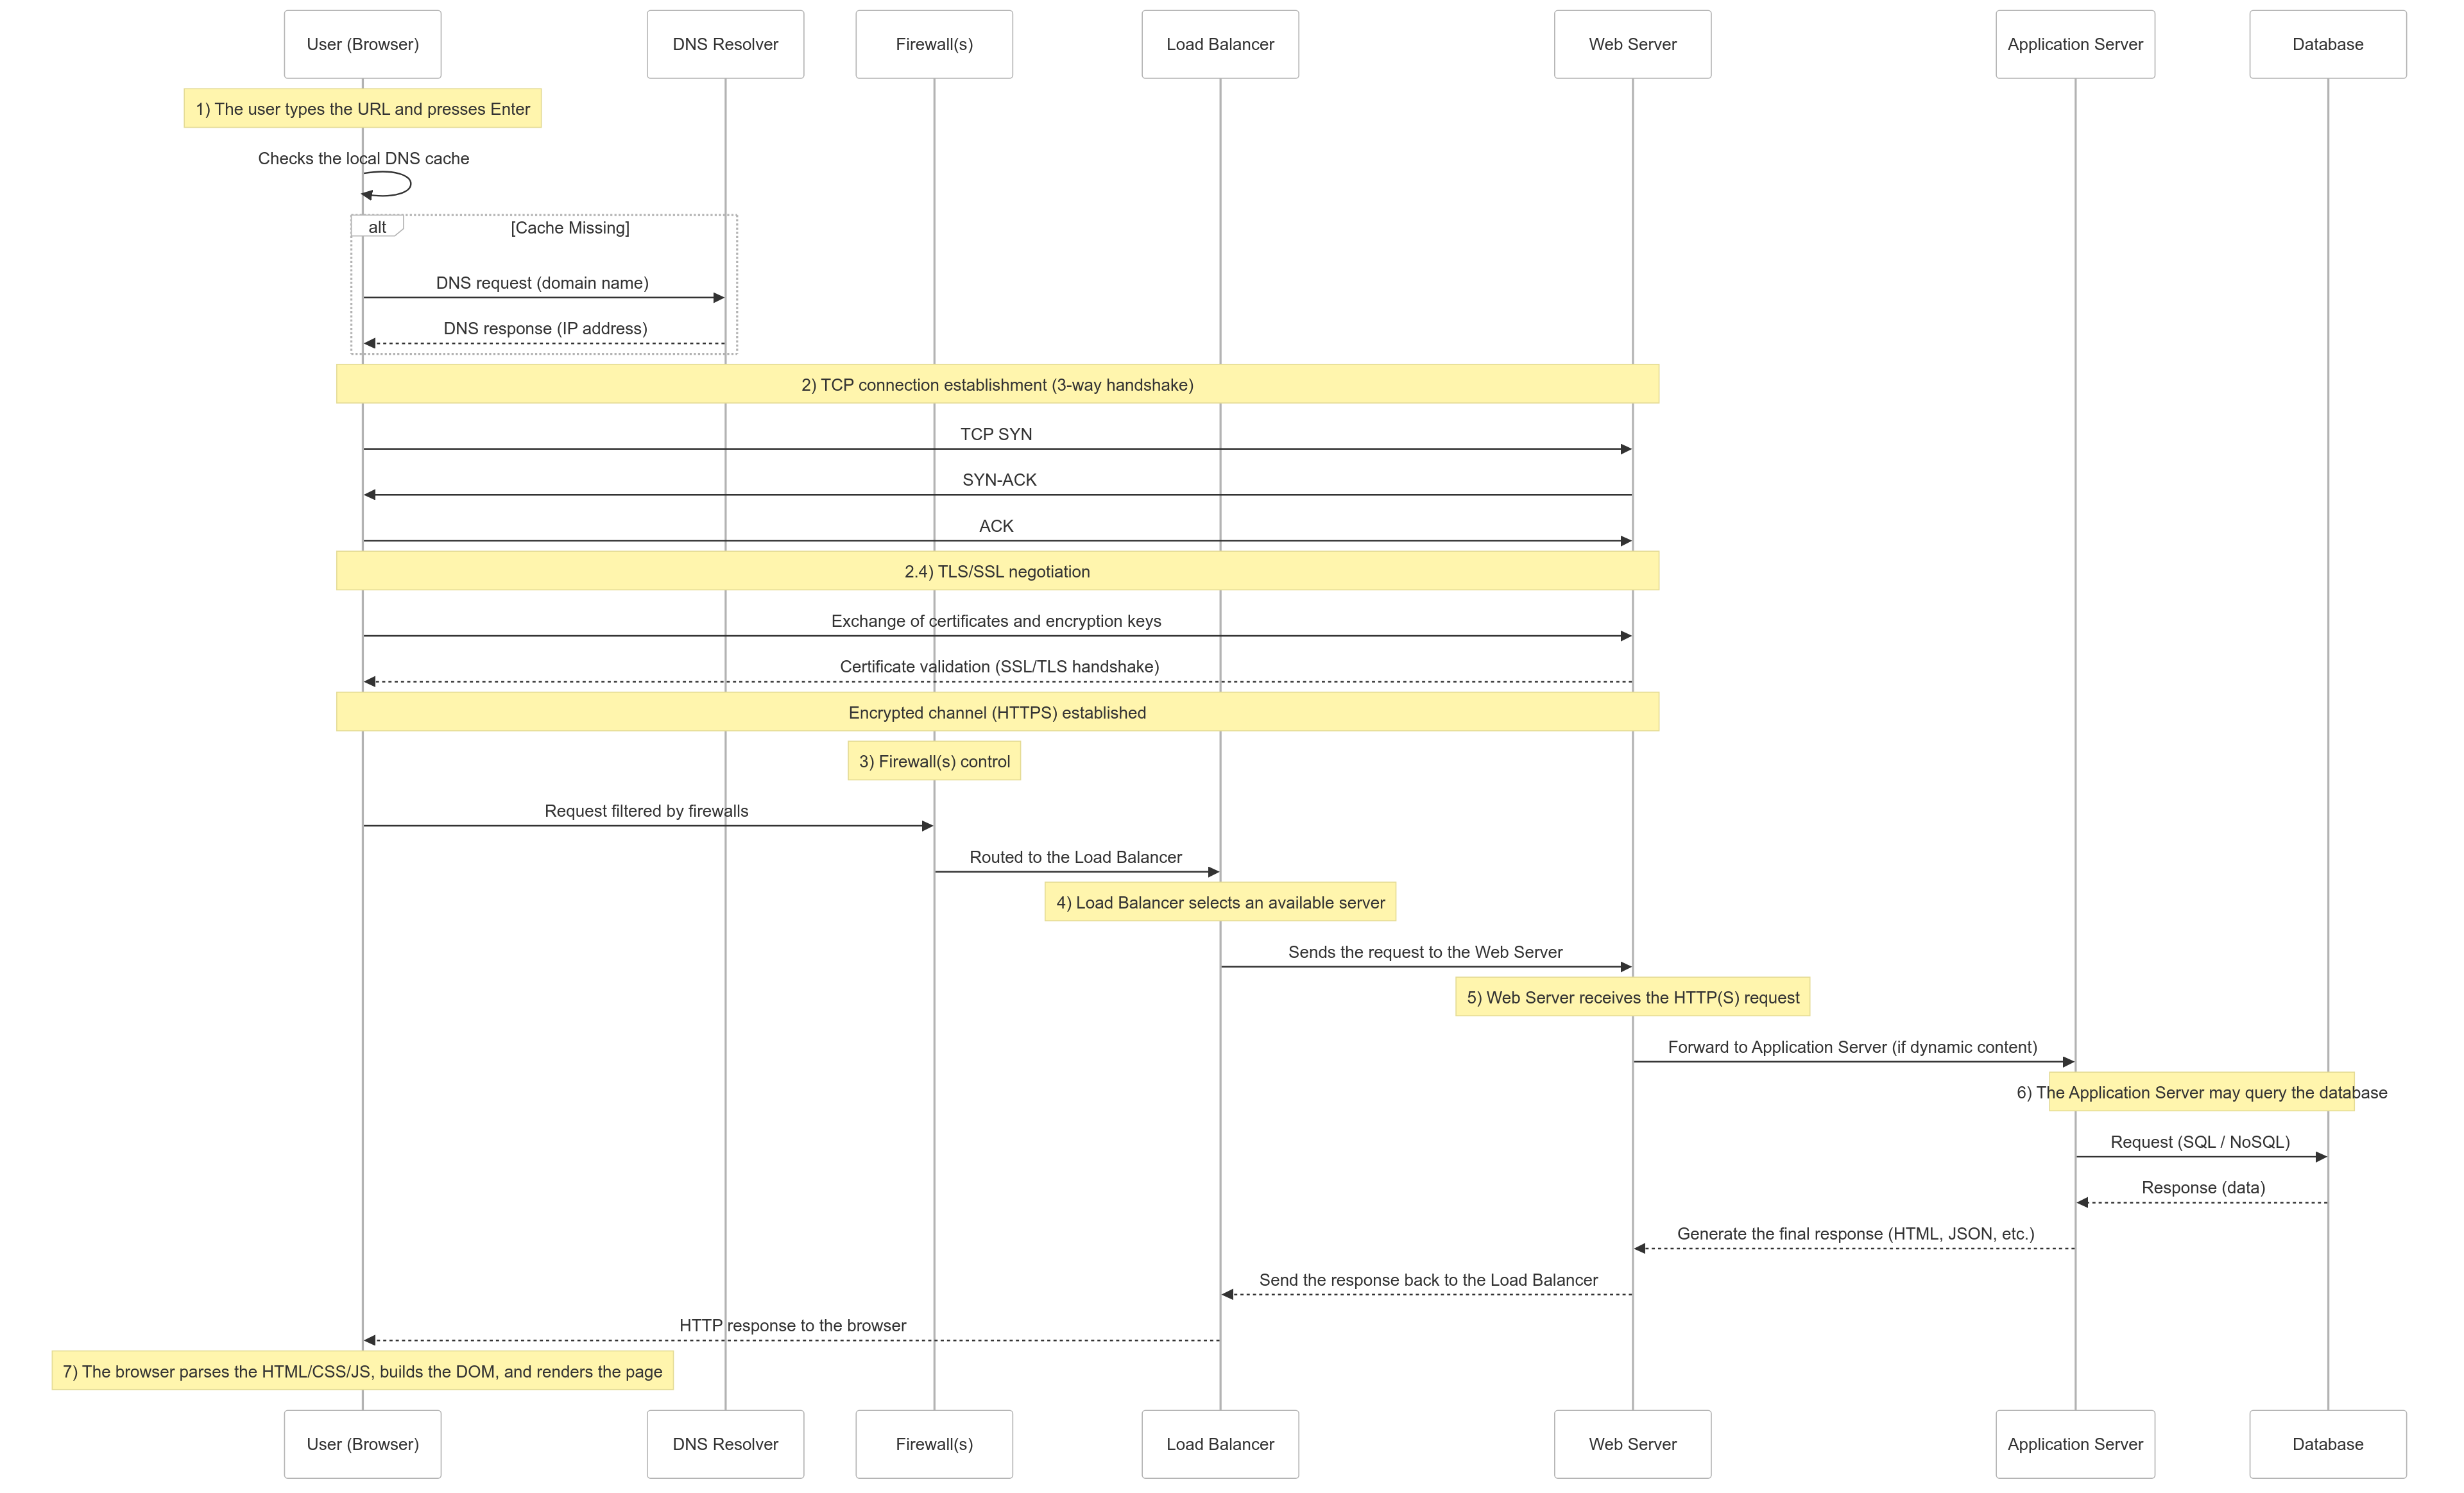 User (Browser)
DNS Resolver
Firewall(s)
Load Balancer
Web Server
Application Server
Database
1) The user types the URL and presses Enter
Checks the local DNS cache
alt
[Cache Missing]
DNS request (domain name)
DNS response (IP address)
2) TCP connection establishment (3-way handshake)
TCP SYN
SYN-ACK
ACK
2.4) TLS/SSL negotiation
Exchange of certificates and encryption keys
Certificate validation (SSL/TLS handshake)
Encrypted channel (HTTPS) established
3) Firewall(s) control
Request filtered by firewalls
Routed to the Load Balancer
4) Load Balancer selects an available server
Sends the request to the Web Server
5) Web Server receives the HTTP(S) request
Forward to Application Server (if dynamic content)
6) The Application Server may query the database
Request (SQL / NoSQL)
Response (data)
Generate the final response (HTML, JSON, etc.)
Send the response back to the Load Balancer
HTTP response to the browser
7) The browser parses the HTML/CSS/JS, builds the DOM, and renders the page
User (Browser)
DNS Resolver
Firewall(s)
Load Balancer
Web Server
Application Server
Database